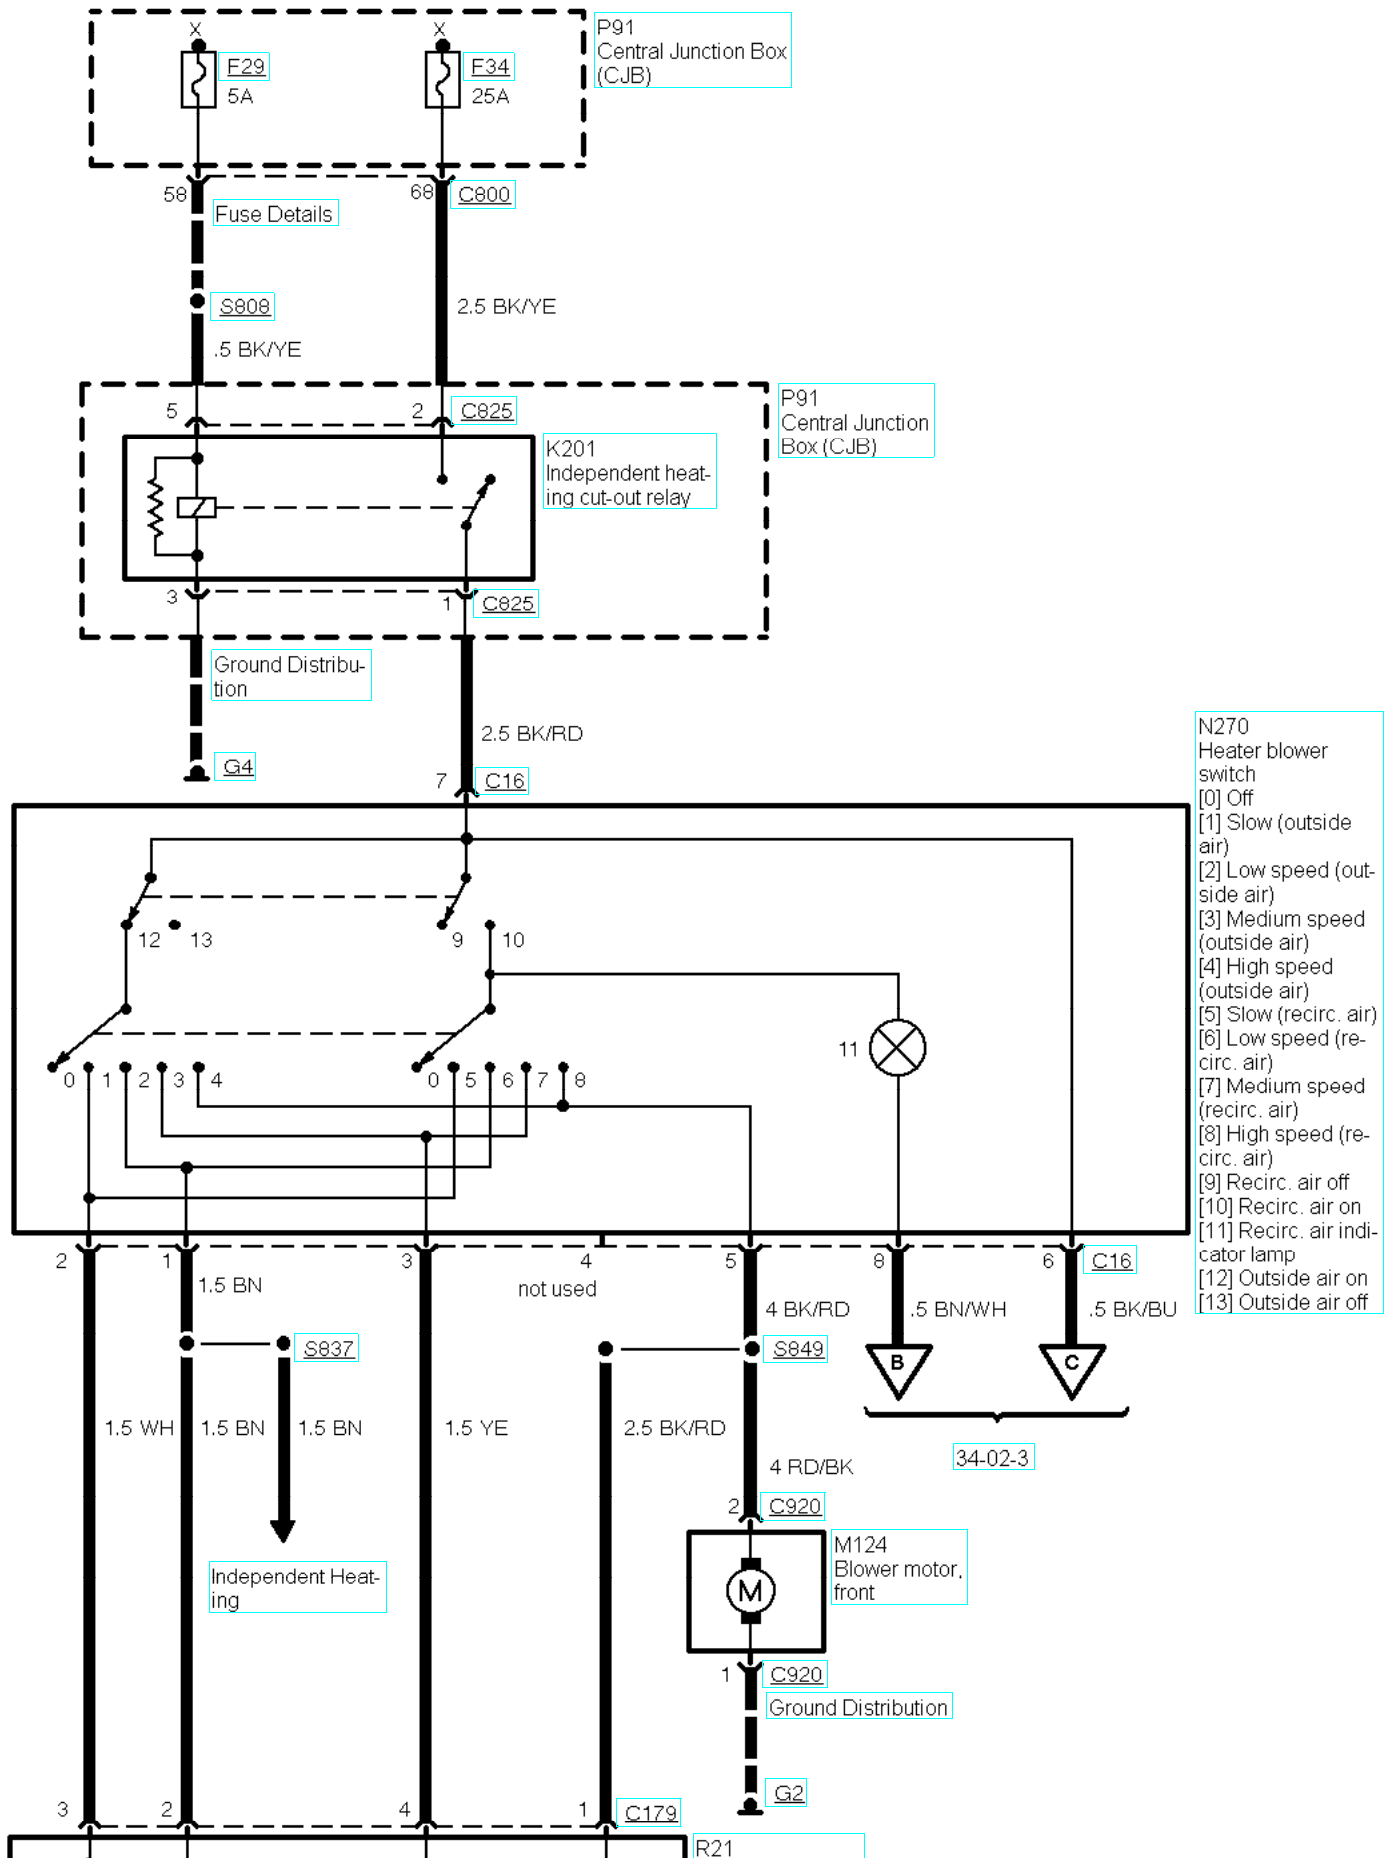 X
X
P91
Central Junction Box
(CJB)
F29
5A
F34
25A
58
68
C800
Fuse Details
S808
2.5 BK/YE
.5 BK/YE
P91
Central Junction
Box (CJB)
5
2
C825
K201
Independent heat-
ing cut-out relay
3
1
C825
Ground Distribu-
tion
2.5 BK/RD
G4
7
C16
N270
Heater blower
switch
[0] Off
[1] Slow (outside
air)
[2] Low speed (out-
side air)
[3] Medium speed
(outside air)
[4] High speed
(outside air)
[5] Slow (recirc. air)
[6] Low speed (re-
circ. air)
[7] Medium speed
(recirc. air)
[8] High speed (re-
circ. air)
[9] Recirc. air off
[10] Recirc. air on
[11] Recirc. air indi-
cator lamp
[12] Outside air on
[13] Outside air off
12
13
9
10
11
0
1
2
3
4
0
5
6
7
8
2
1
3
4
5
8
6
C16
1.5 BN
not used
4 BK/RD
.5 BN/WH
.5 BK/BU
S837
S849
B
C
1.5 WH
1.5 BN
1.5 BN
1.5 YE
2.5 BK/RD
34-02-3
4 RD/BK
2
C920
M124
Blower motor,
front
M
Independent Heat-
ing
1
C920
Ground Distribution
G2
3
2
4
1
C179
R21